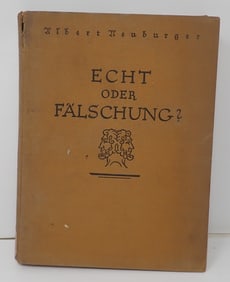 Albert Neuburger
ECHT
ODER
FÄLSCHUNG?